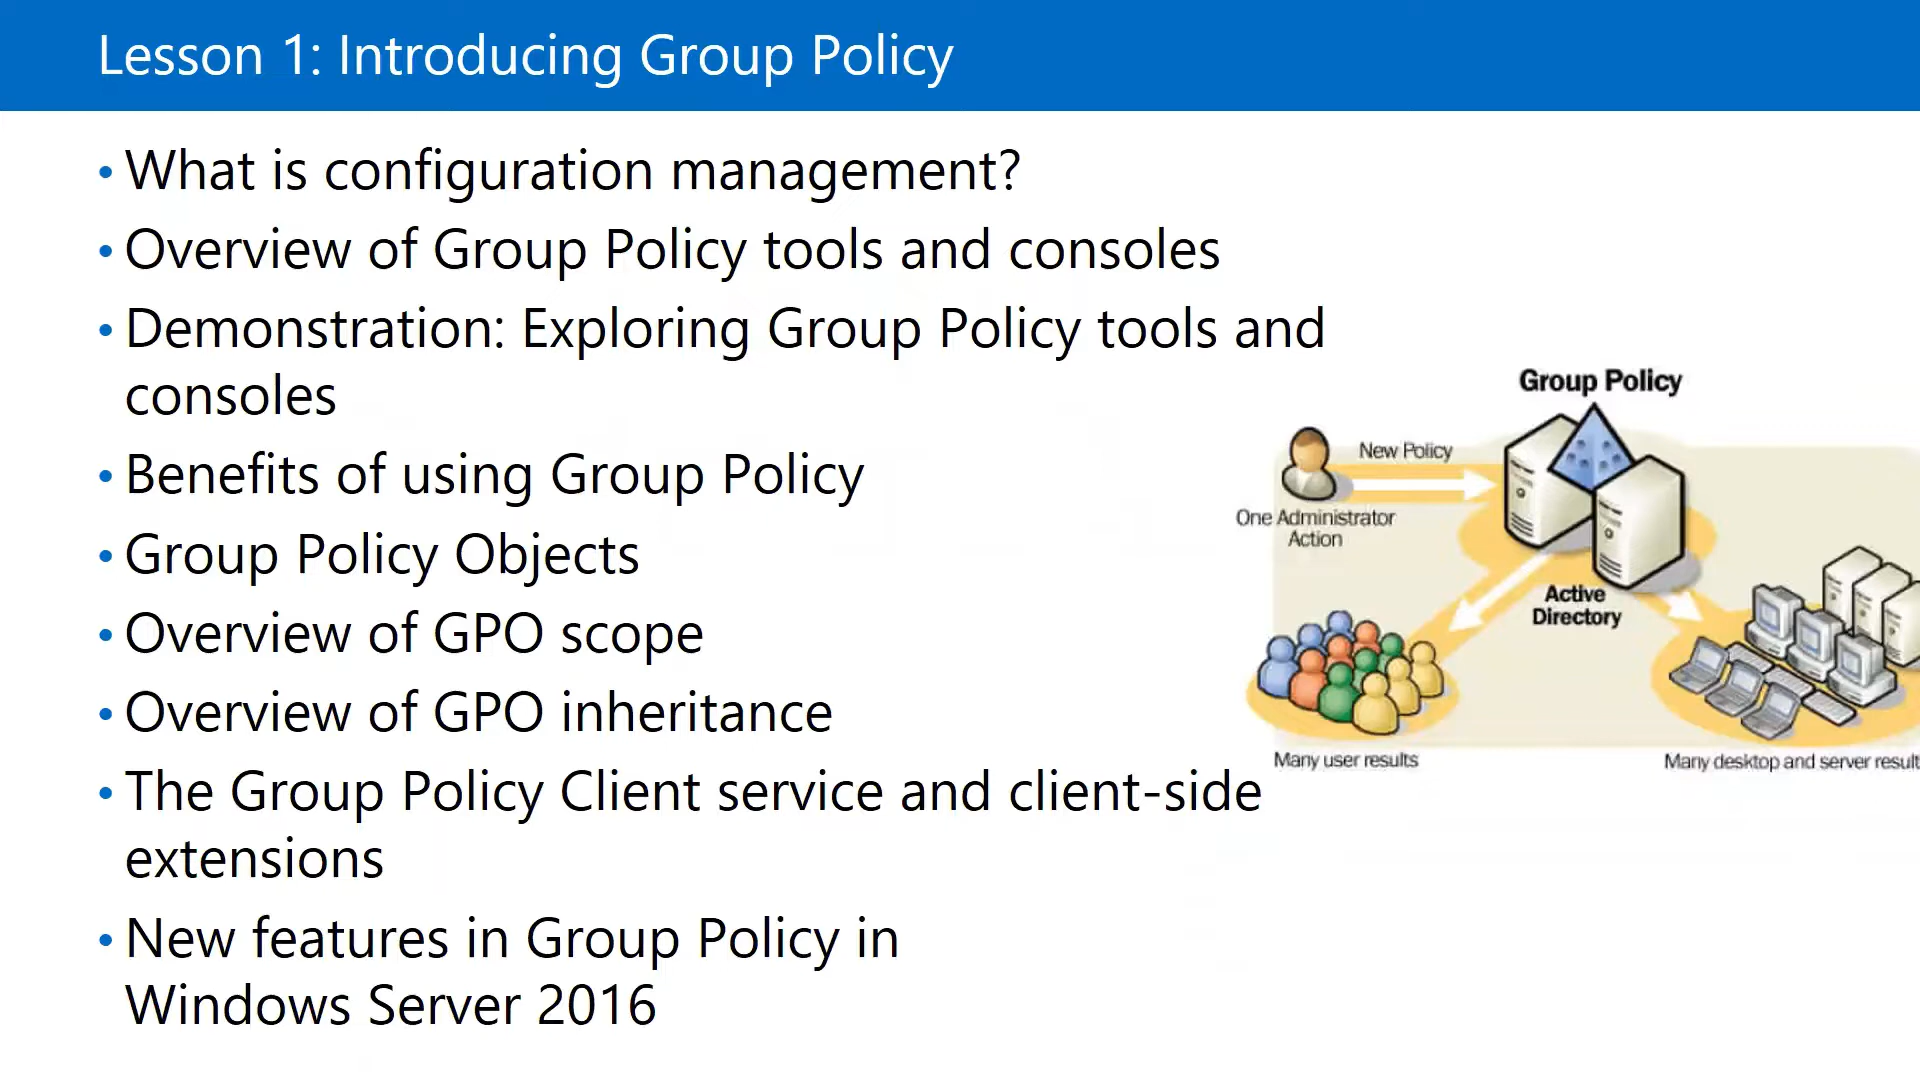 Lesson 1: Introducing Group Policy
• What is configuration management?
• Overview of Group Policy tools and consoles
• Demonstration: Exploring Group Policy tools and
consoles
• Benefits of using Group Policy
• Group Policy Objects
• Overview of GPO scope
• Overview of GPO inheritance
• The Group Policy Client service and client-side
extensions
• New features in Group Policy in
Windows Server 2016
Group Policy
New Policy
One Administrator
Action
Active
Directory
Many user results
Many desktop and server result